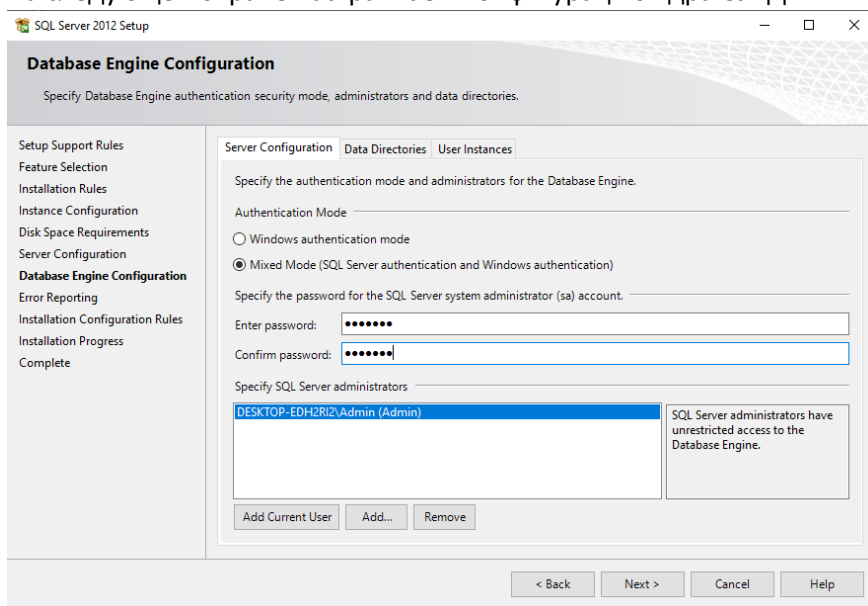 SQL Server 2012 Setup
Database Engine Configuration
Specify Database Engine authentication security mode, administrators and data directories.
Setup Support Rules
Feature Selection
Installation Rules
Instance Configuration
Disk Space Requirements
Server Configuration
Database Engine Configuration
Error Reporting
Installation Configuration Rules
Installation Progress
Complete
Server Configuration Data Directories User Instances
Specify the authentication mode and administrators for the Database Engine.
Authentication Mode
Windows authentication mode
Mixed Mode (SQL Server authentication and Windows authentication)
Specify the password for the SQL Server system administrator (sa) account.
Enter password: •••••••
Confirm password: •••••••
Specify SQL Server administrators
DESKTOP-EDH2RI2\Admin (Admin)
SQL Server administrators have
unrestricted access to the
Database Engine.
Add Current User Add... Remove
< Back Next > Cancel Help